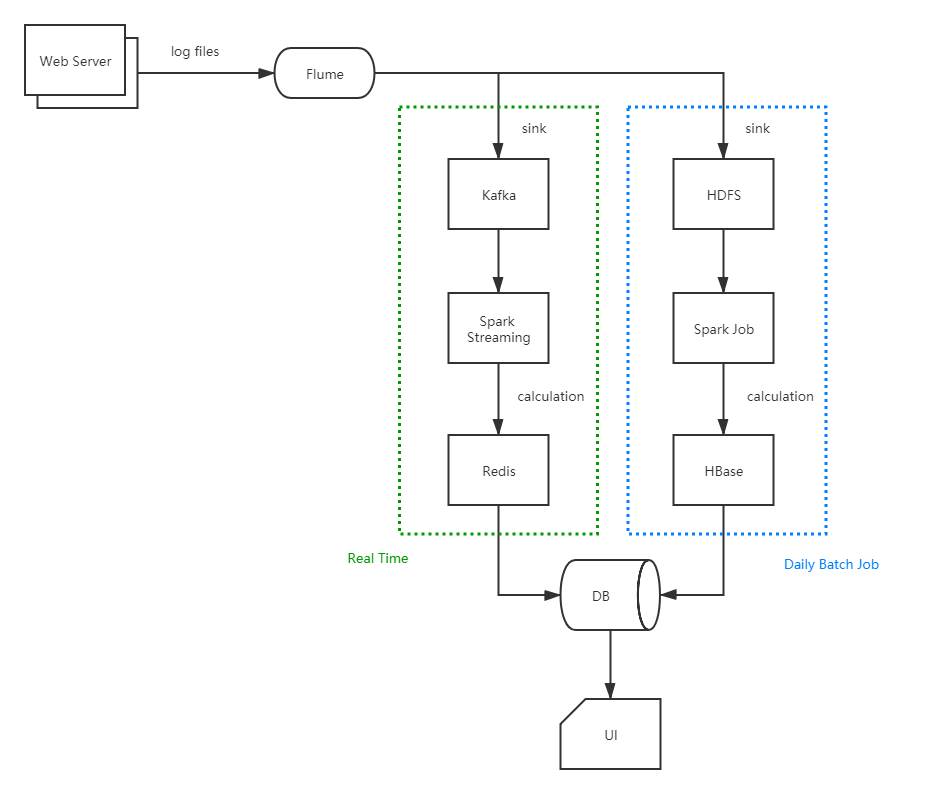 log files
Web Server
Flume
sink
sink
Kafka
HDFS
Spark
Streaming
Spark Job
calculation
calculation
Redis
HBase
Real Time
Daily Batch Job
DB
UI